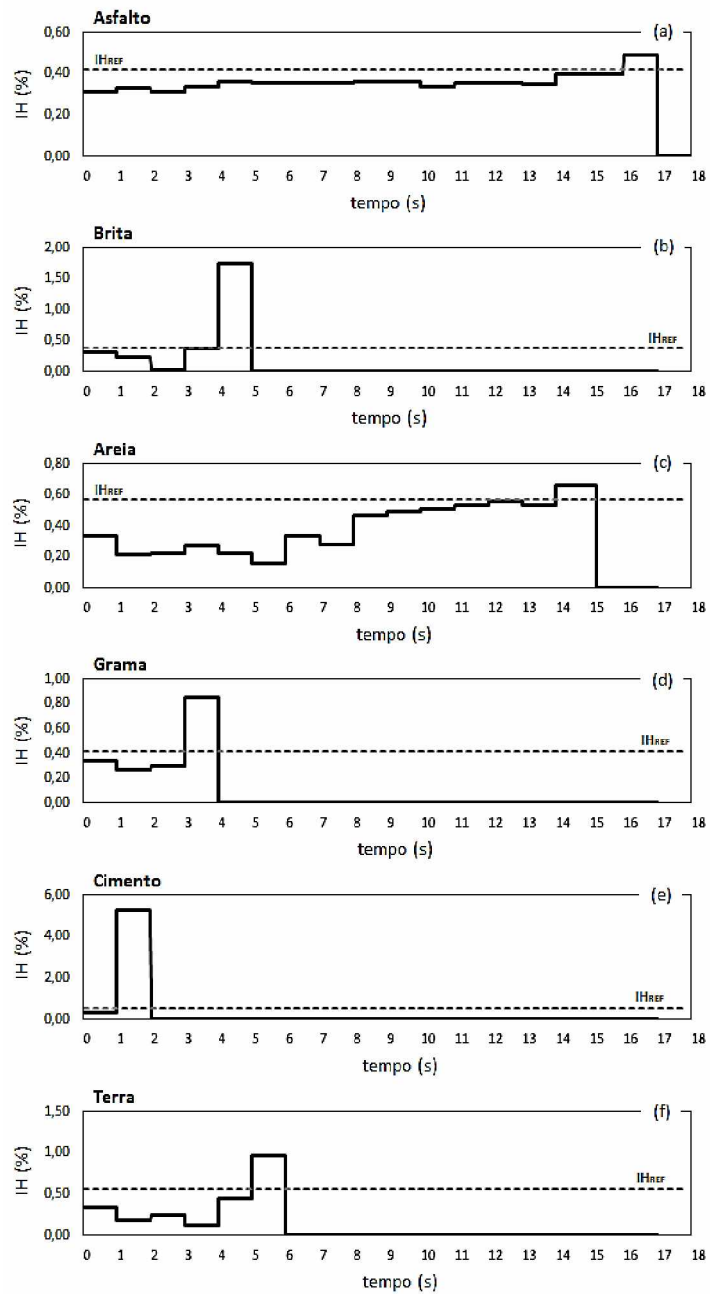 Asfalto
(a)
0,60
IHREF
0,40
0,20
0,00
IH (%)
0 1 2 3 4 5 6 7 8 9 10 11 12 13 14 15 16 17 18
tempo (s)
Brita
(b)
2,00
1,50
1,00
0,50
0,00
IH (%)
IHREF
0 1 2 3 4 5 6 7 8 9 10 11 12 13 14 15 16 17 18
tempo (s)
Areia
(c)
0,80
IHREF
0,60
0,40
0,20
0,00
IH (%)
0 1 2 3 4 5 6 7 8 9 10 11 12 13 14 15 16 17 18
tempo (s)
Grama
(d)
1,00
0,80
0,60
0,40
0,20
0,00
IH (%)
IHREF
0 1 2 3 4 5 6 7 8 9 10 11 12 13 14 15 16 17 18
tempo (s)
Cimento
(e)
6,00
4,00
2,00
0,00
IH (%)
IHREF
0 1 2 3 4 5 6 7 8 9 10 11 12 13 14 15 16 17 18
tempo (s)
Terra
(f)
1,50
1,00
0,50
0,00
IH (%)
IHREF
0 1 2 3 4 5 6 7 8 9 10 11 12 13 14 15 16 17 18
tempo (s)